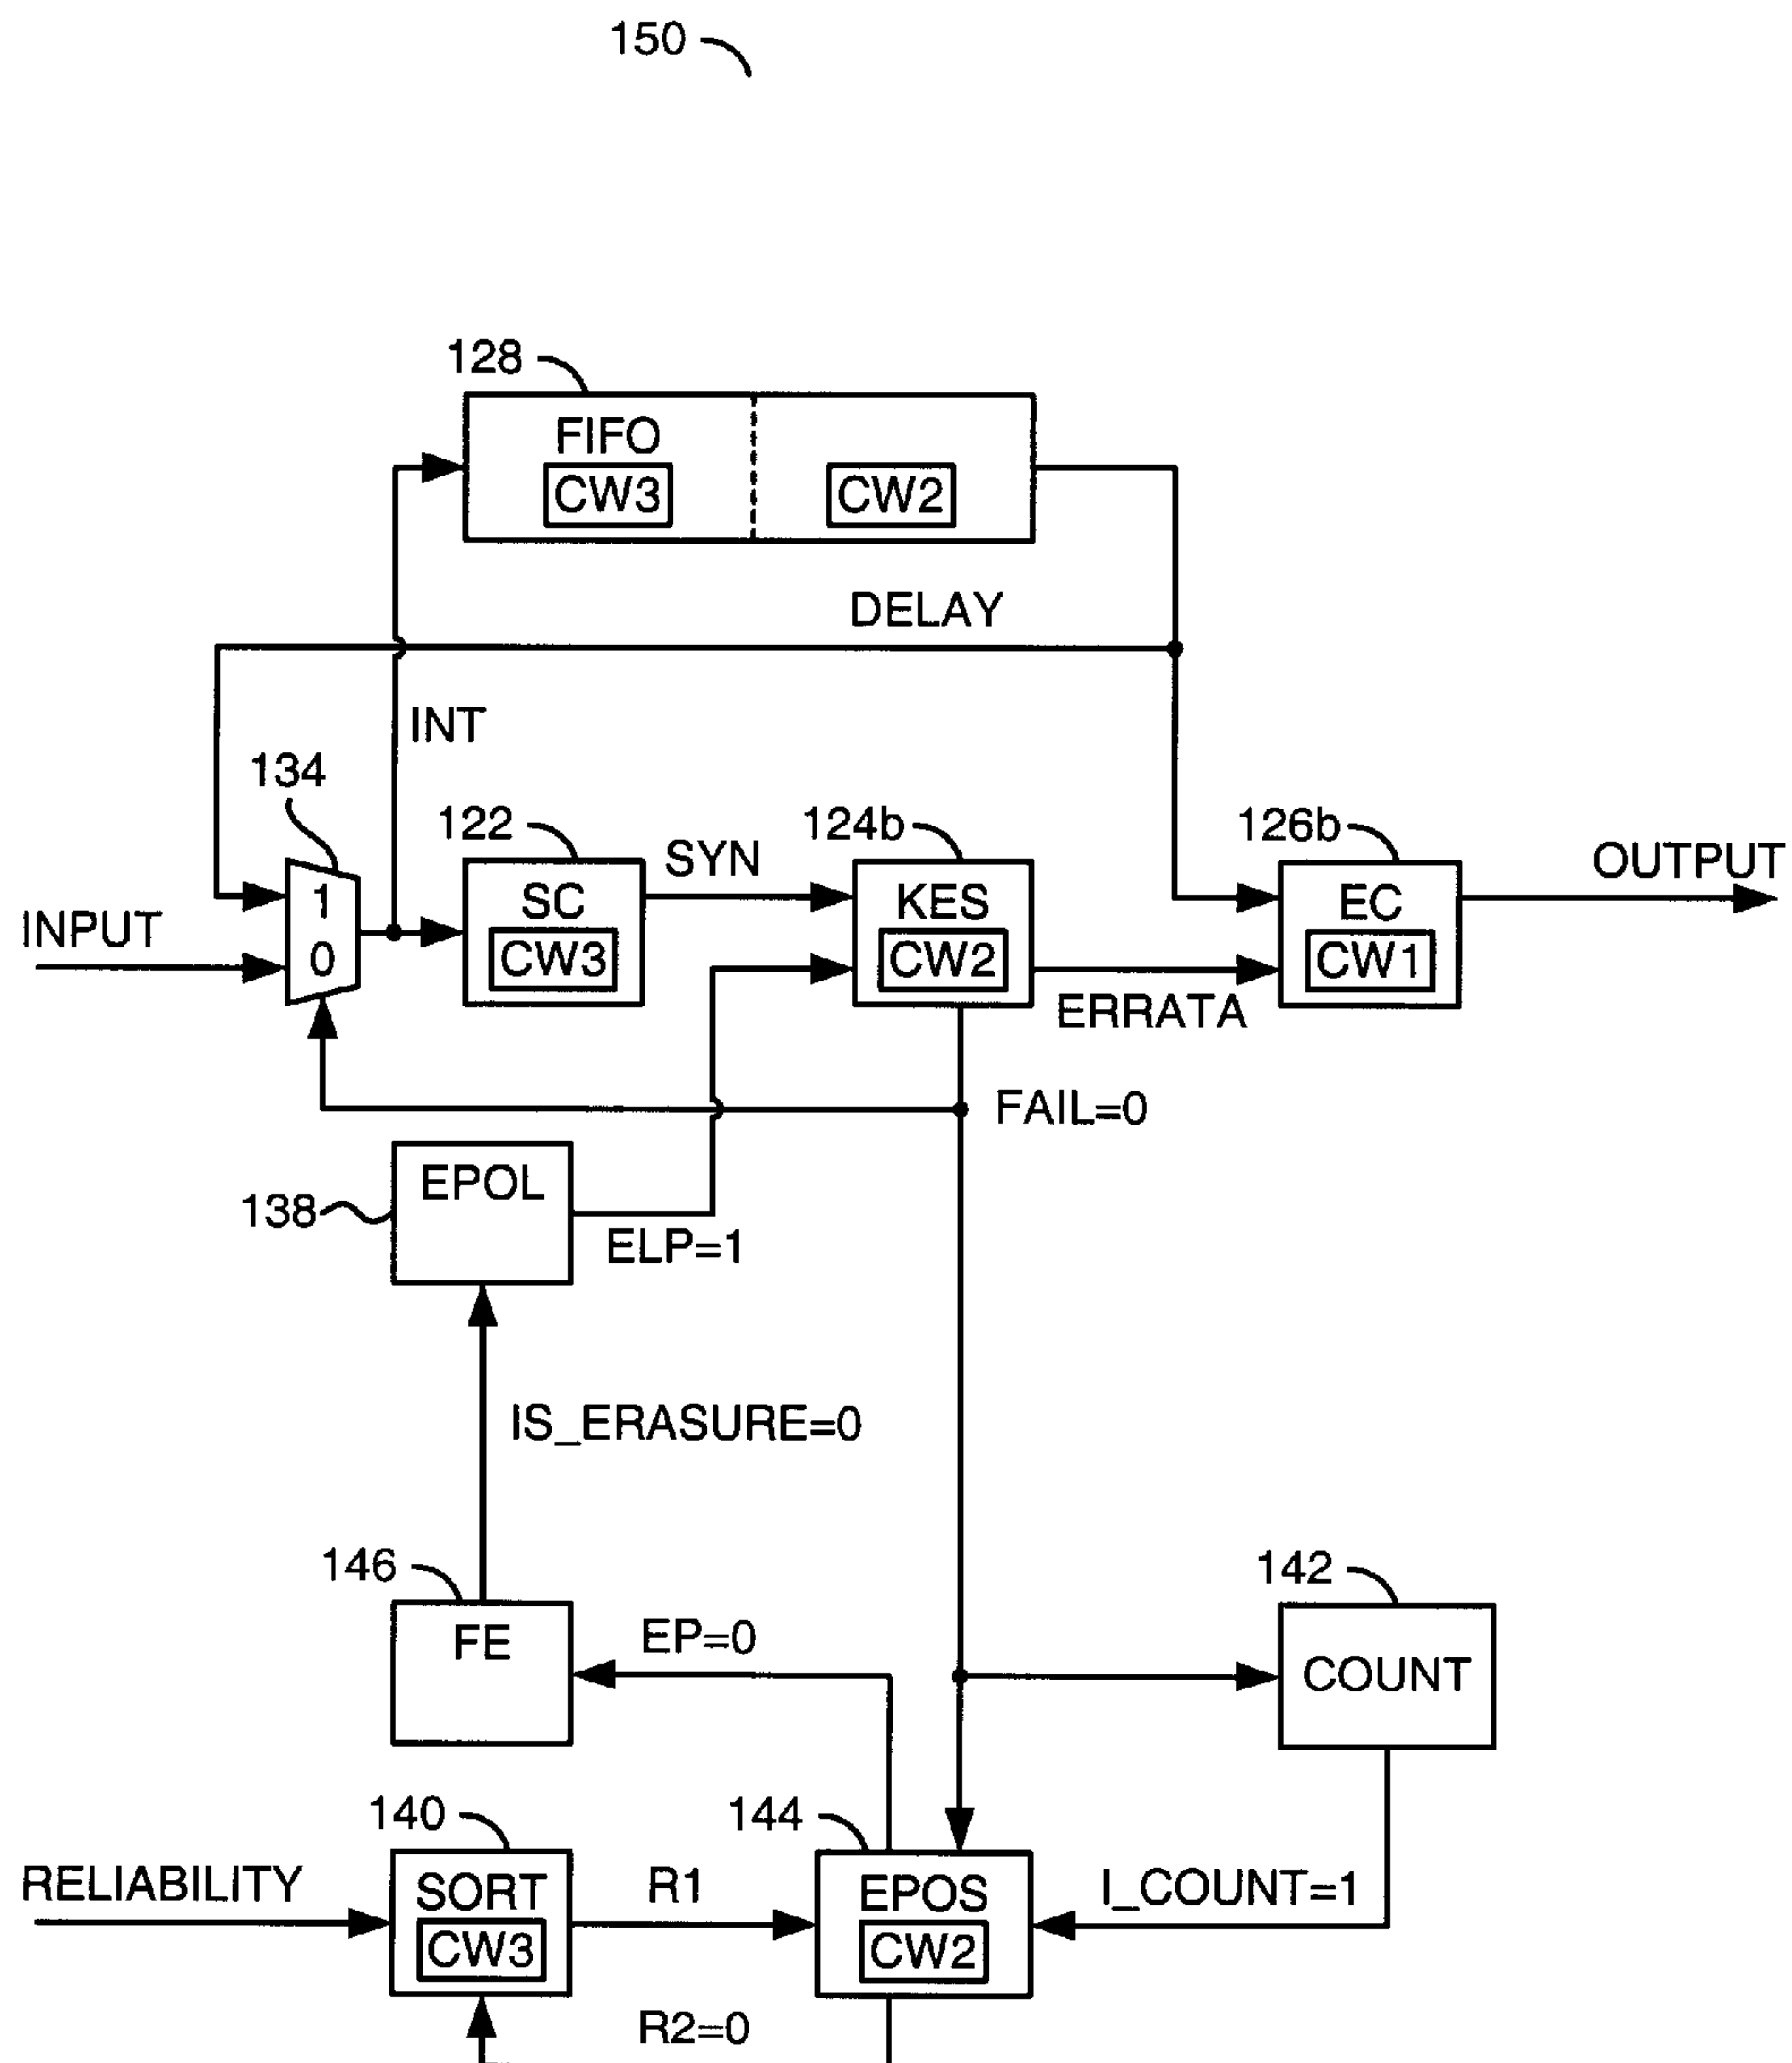 150
128
FIFO
CW3
CW2
DELAY
INT
134
122
SYN
124b
126b
OUTPUT
INPUT
1
0
SC
CW3
KES
CW2
EC
CW1
ERRATA
FAIL=0
138
EPOL
ELP=1
IS_ERASURE=0
146
142
FE
EP=0
COUNT
140
144
RELIABILITY
SORT
CW3
R1
EPOS
CW2
I_COUNT=1
R2=0